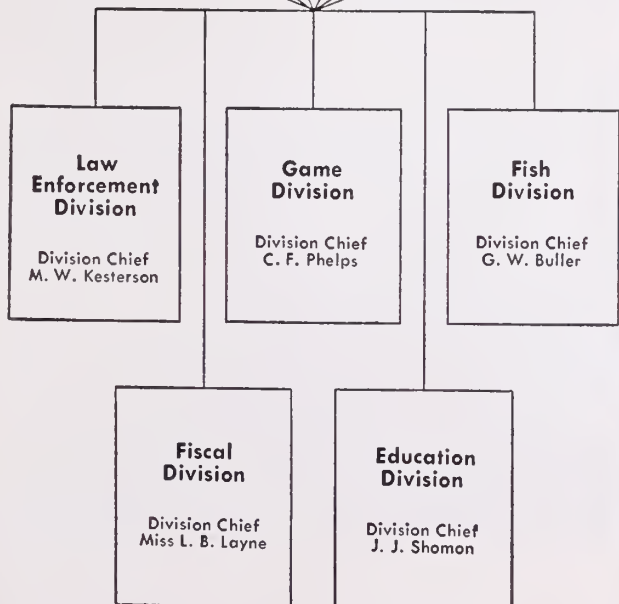 Law
Enforcement
Division
Division Chief
M. W. Kesterson
Game
Division
Division Chief
C. F. Phelps
Fish
Division
Division Chief
G. W. Buller
Fiscal
Division
Division Chief
Miss L. B. Layne
Education
Division
Division Chief
J. J. Shomon